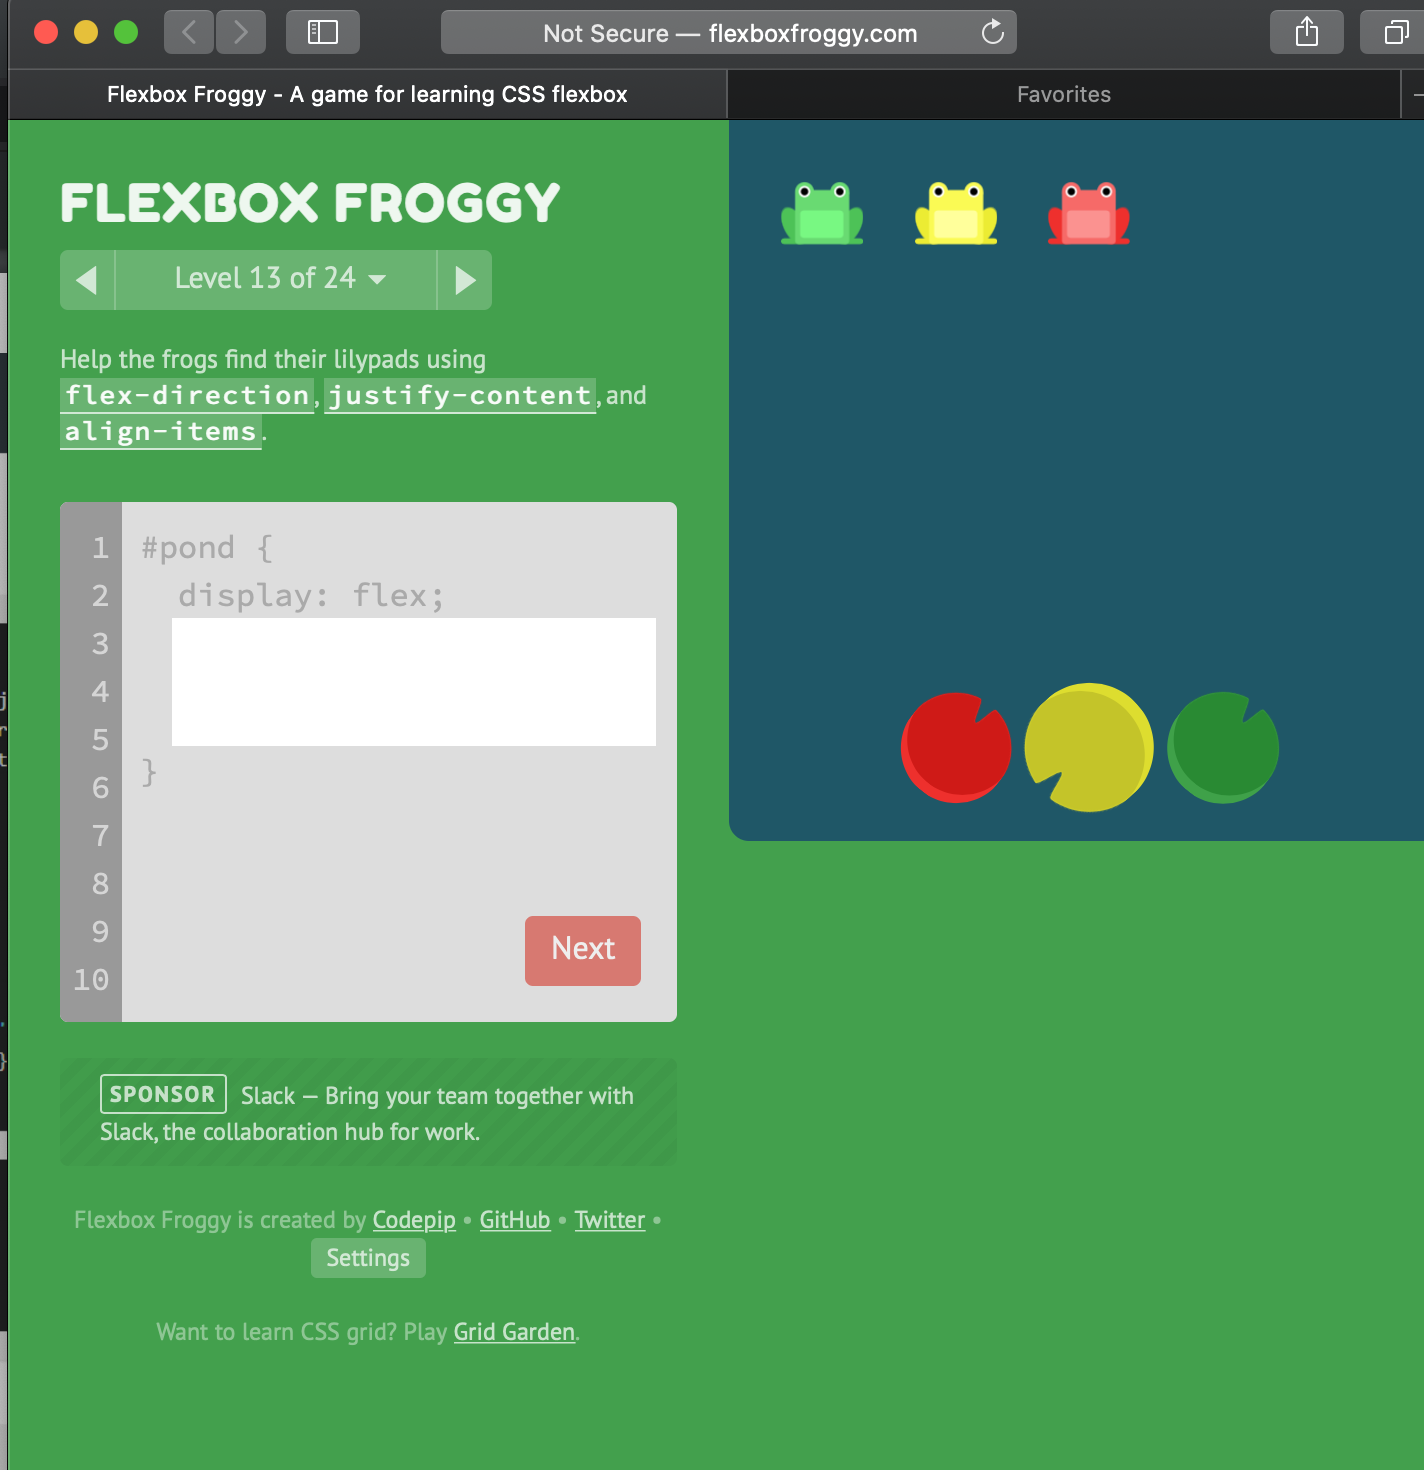 Not Secure — flexboxfroggy.com
Flexbox Froggy - A game for learning CSS flexbox
Favorites
FLEXBOX FROGGY
Level 13 of 24
Help the frogs find their lilypads using
flex-direction, justify-content, and
align-items.
1 #pond {
2 display: flex;
3
4
5
}
6
7
8
9
10
Next
SPONSOR Slack — Bring your team together with
Slack, the collaboration hub for work.
Flexbox Froggy is created by Codepip • GitHub • Twitter •
Settings
Want to learn CSS grid? Play Grid Garden.